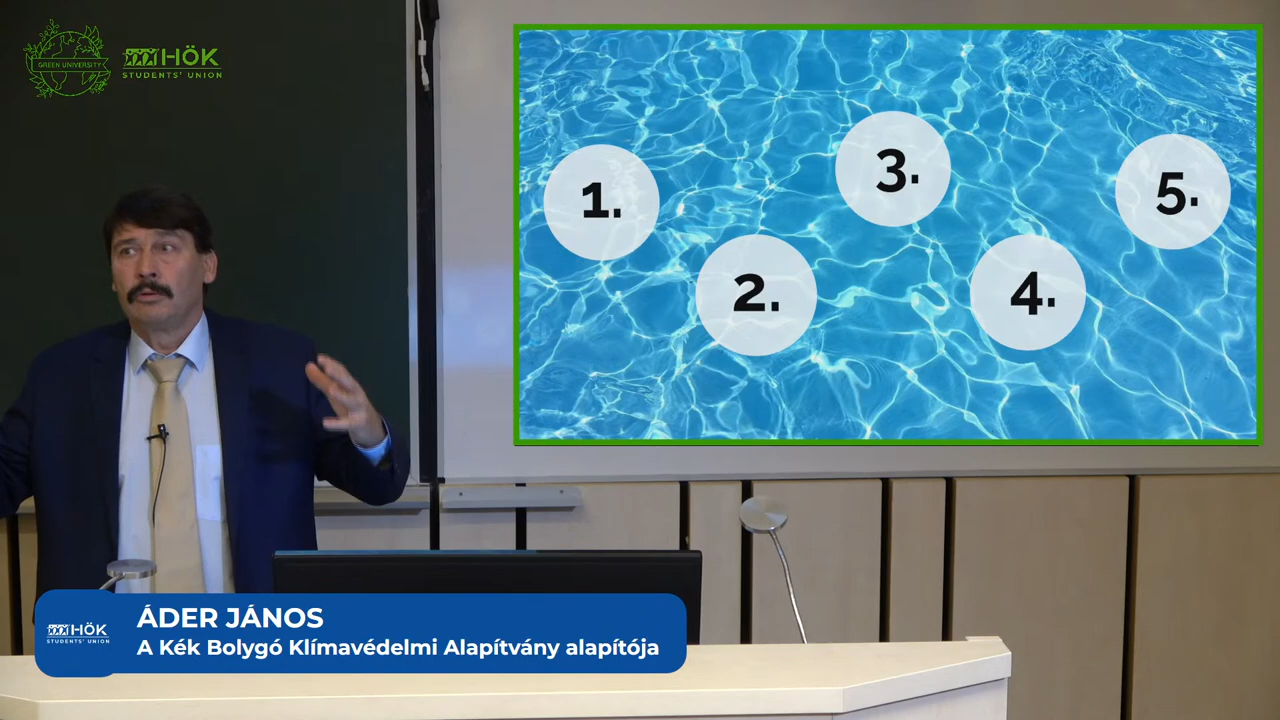 GREEN UNIVERSITY
HÖK
STUDENTS' UNION
1.
2.
3.
4.
5.
HÖK
STUDENTS' UNION
ÁDER JÁNOS
A Kék Bolygó Klímavédelmi Alapítvány alapítója